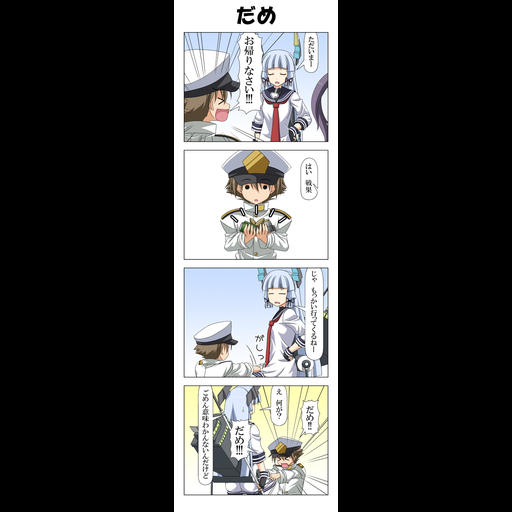 だめ
ただいまー
お帰りなさい!!!
はい 戦果
じゃ もっかい行ってくるねー
がしっ
だめ!!
え 何が?
だめ!!!
ごめん意味わかんないんだけど